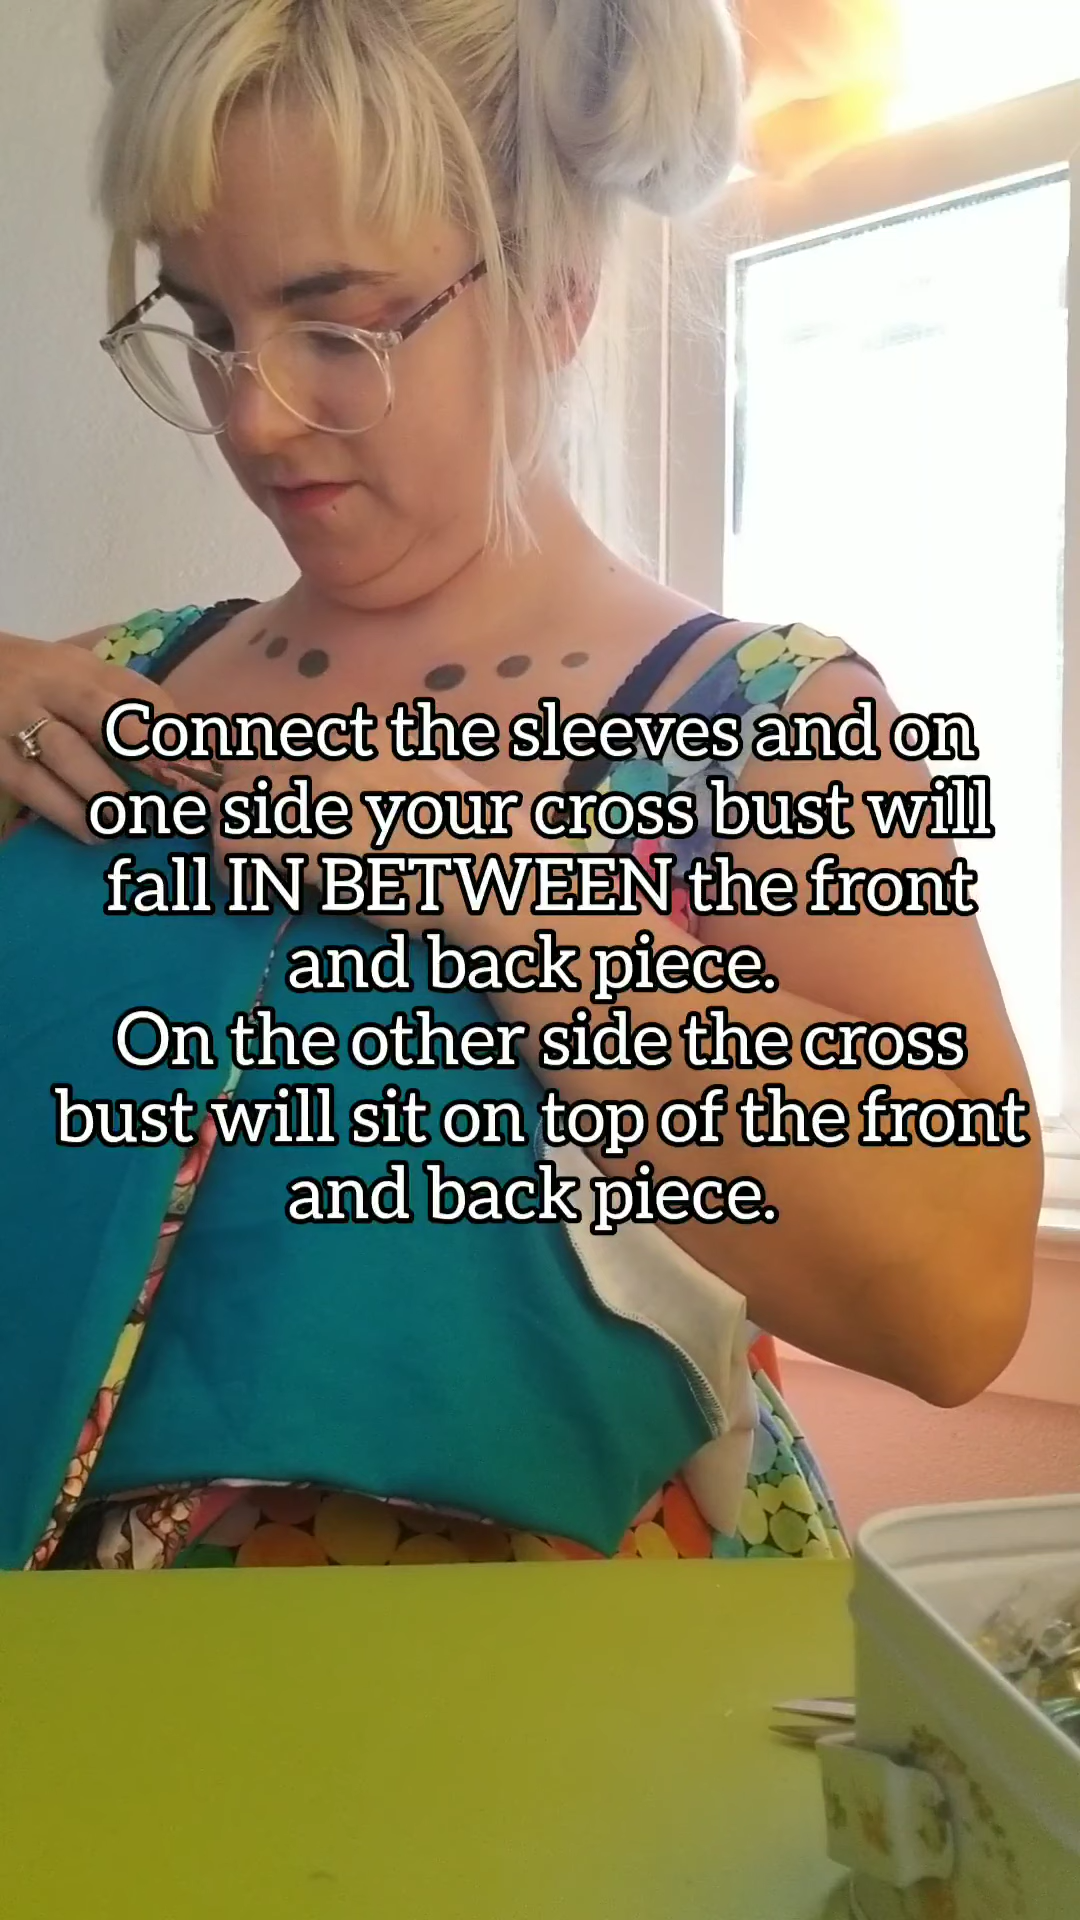 Connect the sleeves and on
one side your cross bust will
fall IN BETWEEN the front
and back piece.
On the other side the cross
bust will sit on top of the front
and back piece.